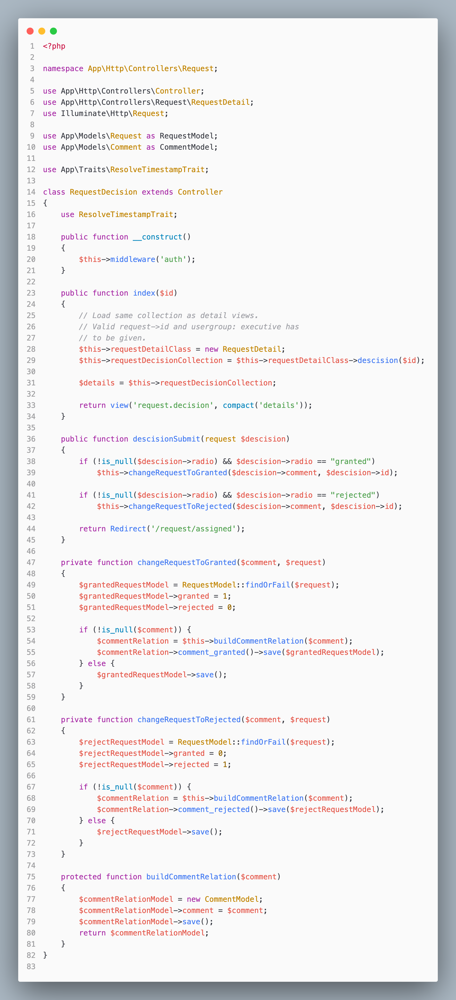 1 <?php
2
3 namespace App\Http\Controllers\Request;
4
5 use App\Http\Controllers\Controller;
6 use App\Http\Controllers\Request\RequestDetail;
7 use Illuminate\Http\Request;
8
9 use App\Models\Request as RequestModel;
10 use App\Models\Comment as CommentModel;
11
12 use App\Traits\ResolveTimestampTrait;
13
14 class RequestDecision extends Controller
15 {
16     use ResolveTimestampTrait;
17
18     public function __construct()
19     {
20         $this->middleware('auth');
21     }
22
23     public function index($id)
24     {
25         // Load same collection as detail views.
26         // Valid request->id and usergroup: executive has
27         // to be given.
28         $this->requestDetailClass = new RequestDetail;
29         $this->requestDecisionCollection = $this->requestDetailClass->descision($id);
30
31         $details = $this->requestDecisionCollection;
32
33         return view('request.decision', compact('details'));
34     }
35
36     public function descisionSubmit(request $descision)
37     {
38         if (!is_null($descision->radio) && $descision->radio == "granted")
39             $this->changeRequestToGranted($descision->comment, $descision->id);
40
41         if (!is_null($descision->radio) && $descision->radio == "rejected")
42             $this->changeRequestToRejected($descision->comment, $descision->id);
43
44         return Redirect('/request/assigned');
45     }
46
47     private function changeRequestToGranted($comment, $request)
48     {
49         $grantedRequestModel = RequestModel::findOrFail($request);
50         $grantedRequestModel->granted = 1;
51         $grantedRequestModel->rejected = 0;
52
53         if (!is_null($comment)) {
54             $commentRelation = $this->buildCommentRelation($comment);
55             $commentRelation->comment_granted()->save($grantedRequestModel);
56         } else {
57             $grantedRequestModel->save();
58         }
59     }
60
61     private function changeRequestToRejected($comment, $request)
62     {
63         $rejectRequestModel = RequestModel::findOrFail($request);
64         $rejectRequestModel->granted = 0;
65         $rejectRequestModel->rejected = 1;
66
67         if (!is_null($comment)) {
68             $commentRelation = $this->buildCommentRelation($comment);
69             $commentRelation->comment_rejected()->save($rejectRequestModel);
70         } else {
71             $rejectRequestModel->save();
72         }
73     }
74
75     protected function buildCommentRelation($comment)
76     {
77         $commentRelationModel = new CommentModel;
78         $commentRelationModel->comment = $comment;
79         $commentRelationModel->save();
80         return $commentRelationModel;
81     }
82 }
83